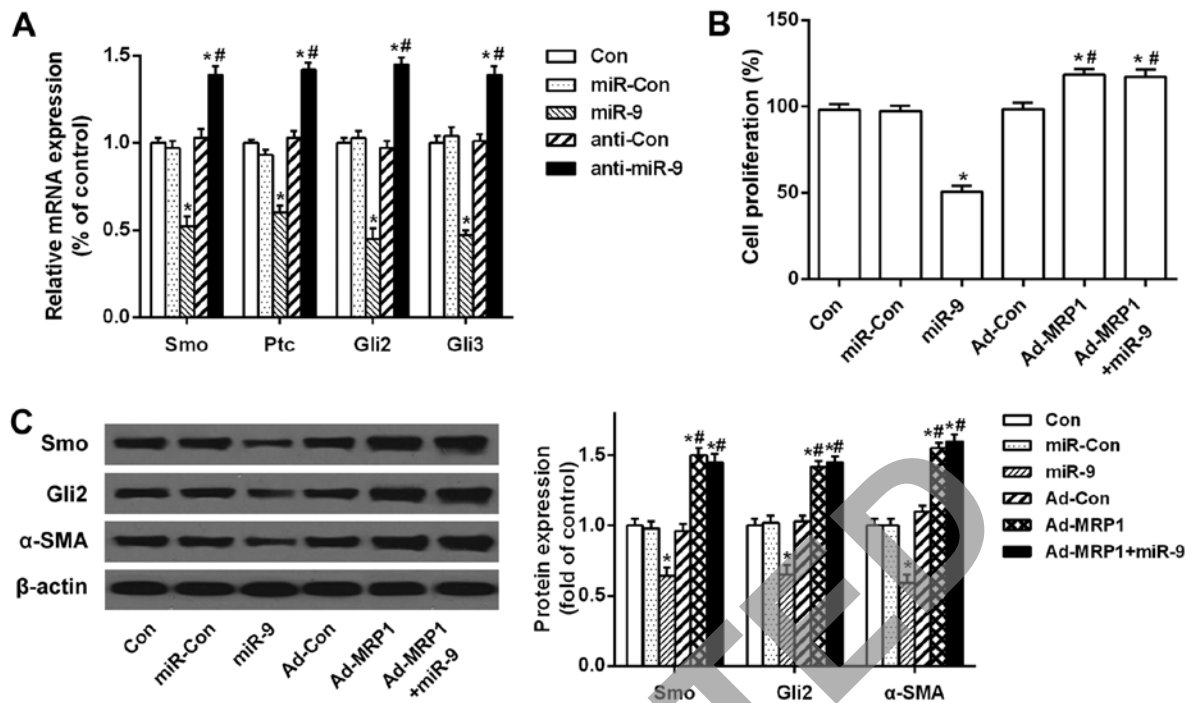 A
Relative mRNA expression
(% of control)
1.5
1.0
0.5
0.0
*
*#
*
*#
*
*#
*
*#
Smo Ptc Gli2 Gli3
Con
miR-Con
miR-9
anti-Con
anti-miR-9
B
Cell proliferation (%)
150
100
50
0
*
*#
*#
Con
miR-Con
miR-9
Ad-Con
Ad-MRP1
Ad-MRP1
+miR-9
C
Smo
Gli2
α-SMA
β-actin
Con
miR-Con
miR-9
Ad-Con
Ad-MRP1
Ad-MRP1
+miR-9
Protein expression
(fold of control)
1.5
1.0
0.5
0.0
*
*#
*#
*
*#
*#
*
*#
*#
Smo Gli2 α-SMA
Con
miR-Con
miR-9
Ad-Con
Ad-MRP1
Ad-MRP1+miR-9
TED